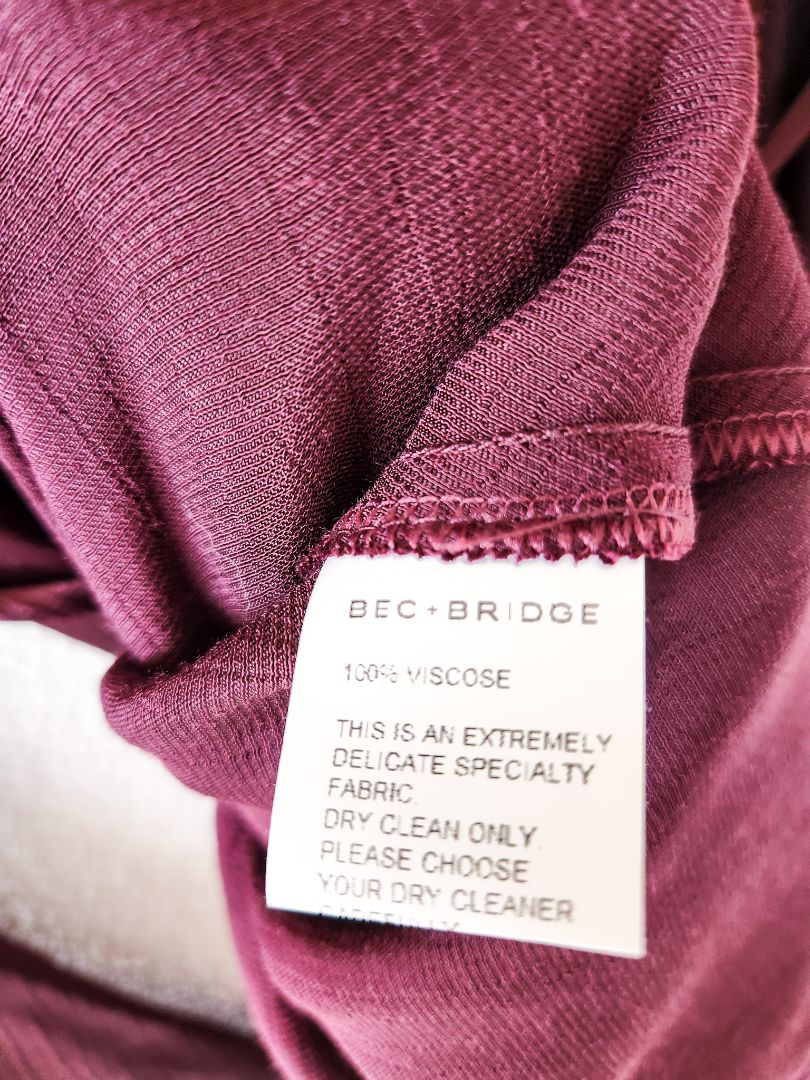 BEC + BRIDGE
100% VISCOSE
THIS IS AN EXTREMELY
DELICATE SPECIALTY
FABRIC.
DRY CLEAN ONLY.
PLEASE CHOOSE
YOUR DRY CLEANER
CAREFULLY